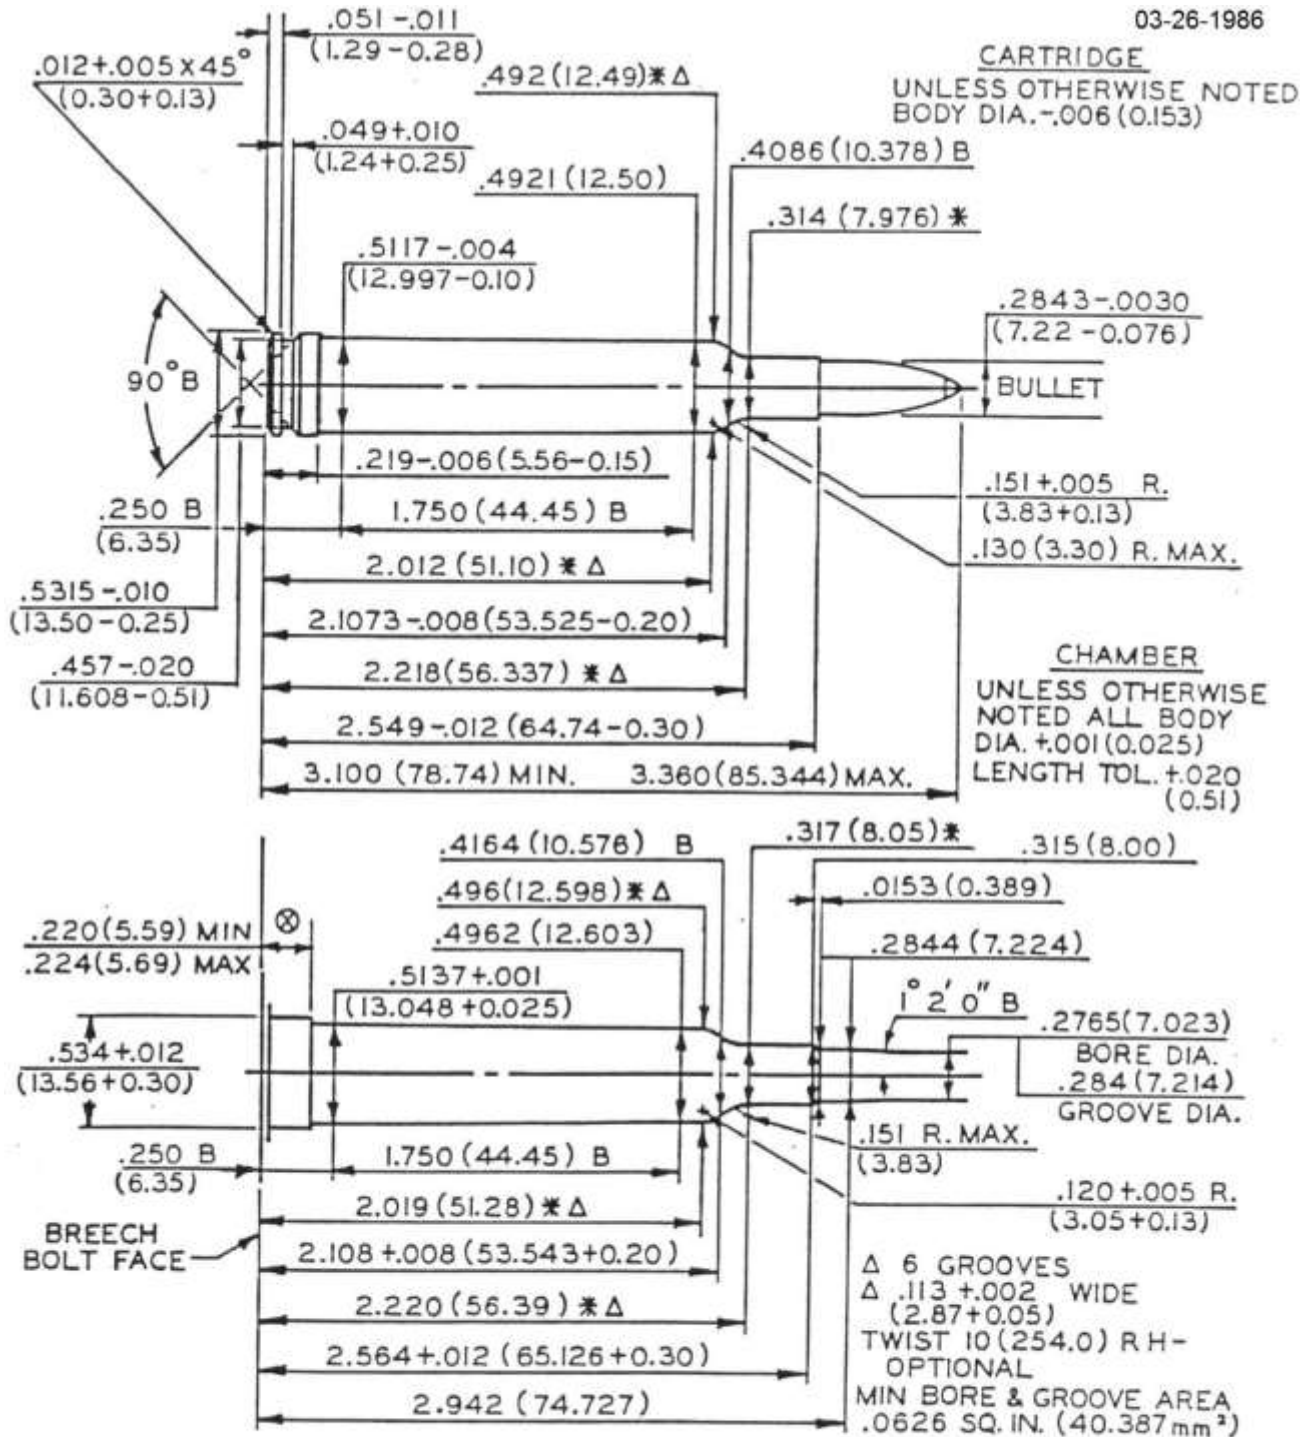 03-26-1986
CARTRIDGE
UNLESS OTHERWISE NOTED
BODY DIA.-.006 (0.153)
.051-.011
(1.29-0.28)
.012+.005 X 45°
(0.30+0.13)
.049+.010
(1.24+0.25)
.492 (12.49)⁎ Δ
.4086 (10.378) B
.4921 (12.50)
.314 (7.976) ⁎
.5117-.004
(12.997-0.10)
.2843-.0030
(7.22-0.076)
90° B
BULLET
.219-.006 (5.56-0.15)
.250 B
(6.35)
1.750 (44.45) B
.151+.005 R.
(3.83+0.13)
.130 (3.30) R. MAX.
2.012 (51.10) ⁎ Δ
.5315-.010
(13.50-0.25)
2.1073-.008 (53.525-0.20)
.457-.020
(11.608-0.51)
2.218 (56.337) ⁎ Δ
2.549-.012 (64.74-0.30)
3.100 (78.74) MIN. 3.360 (85.344) MAX.
CHAMBER
UNLESS OTHERWISE
NOTED ALL BODY
DIA. +.001 (0.025)
LENGTH TOL. +.020
(0.51)
.4164 (10.576) B
.317 (8.05) ⁎
.315 (8.00)
.496 (12.598) ⁎ Δ
.0153 (0.389)
.220 (5.59) MIN
.224 (5.69) MAX
⊗
.4962 (12.603)
.2844 (7.224)
.5137+.001
(13.048+0.025)
1° 2' 0" B
.2765 (7.023)
BORE DIA.
.284 (7.214)
GROOVE DIA.
.534+.012
(13.56+0.30)
.250 B
(6.35)
1.750 (44.45) B
.151 R. MAX.
(3.83)
.120+.005 R.
(3.05+0.13)
2.019 (51.28) ⁎ Δ
BREECH
BOLT FACE
2.108+.008 (53.543+0.20)
2.220 (56.39) ⁎ Δ
2.564+.012 (65.126+0.30)
2.942 (74.727)
Δ 6 GROOVES
Δ .113+.002 WIDE
(2.87+0.05)
TWIST 10 (254.0) R H-
OPTIONAL
MIN BORE & GROOVE AREA
.0626 SQ. IN. (40.387mm²)